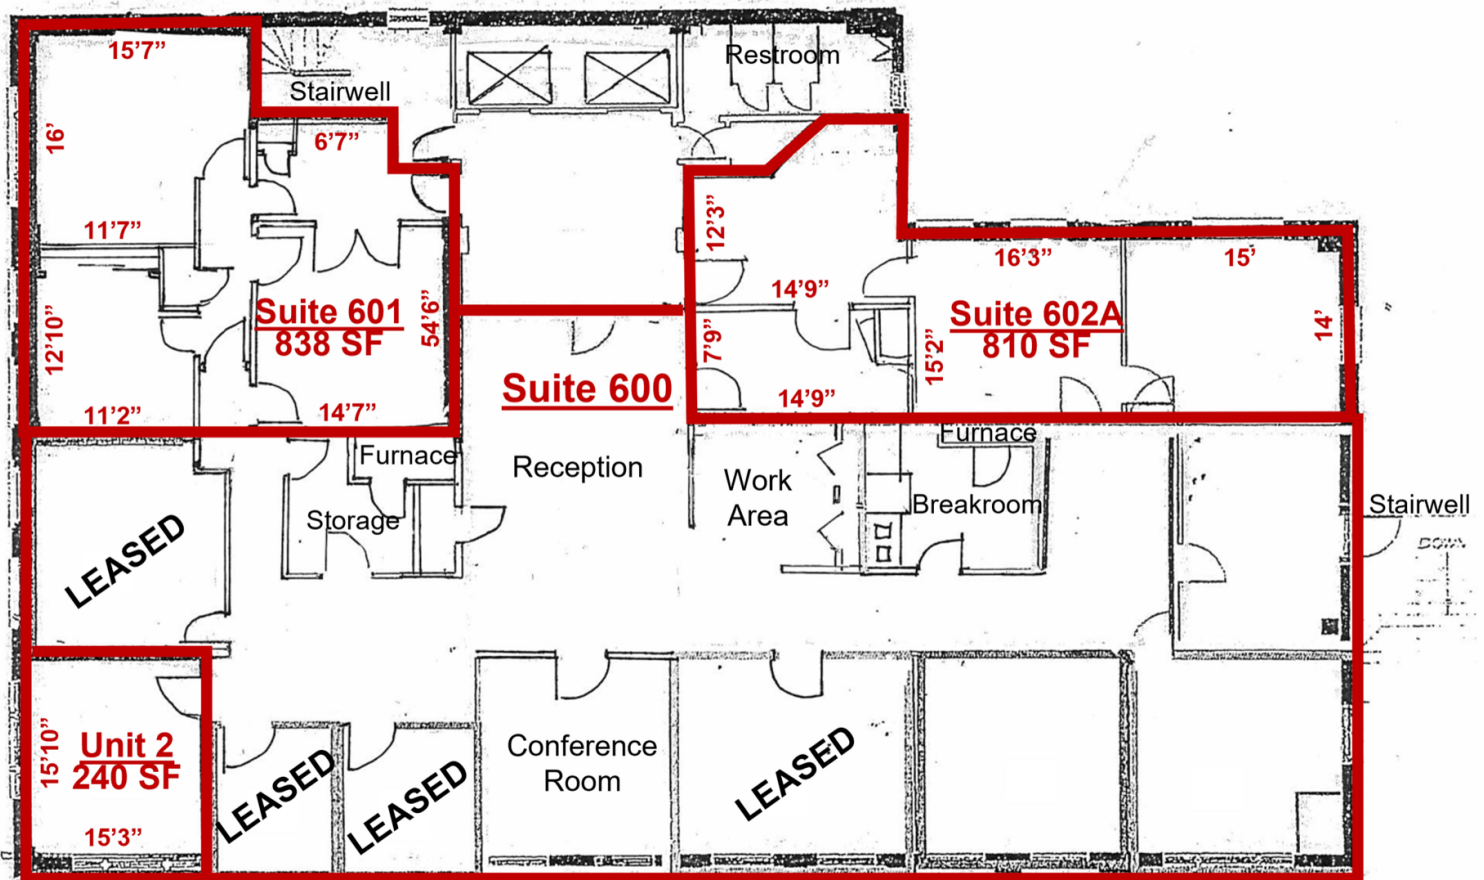 15'7”
Restroom
Stairwell
16'
6'7”
11'7”
12'3”
16'3”
15'
14'9”
Suite 601
838 SF
54'6”
Suite 602A
810 SF
14'
12'10”
7'9”
15'2”
11'2”
14'7”
14'9”
Suite 600
Furnace
Furnace
Reception
Work
Area
Storage
Breakroom
Stairwell
DOWN
LEASED
Unit 2
240 SF
15'10”
15'3”
LEASED
LEASED
Conference
Room
LEASED